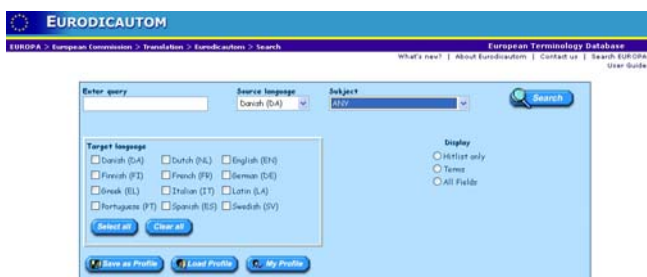 EURODICAUTOM
EUROPA > European Commission > Translation > Eurodicautom > Search
European Terminology Database
What's new? | About Eurodicautom | Contact us | Search EUROPA
User Guide
Enter query Source language Subject
Danish (DA) ANY Search
Target language Display
Danish (DA) Dutch (NL) English (EN) Hitlist only
Finnish (FI) French (FR) German (DE) Terms
Greek (EL) Italian (IT) Latin (LA) All Fields
Portuguese (PT) Spanish (ES) Swedish (SV)
Select all Clear all
Save as Profile Load Profile My Profile